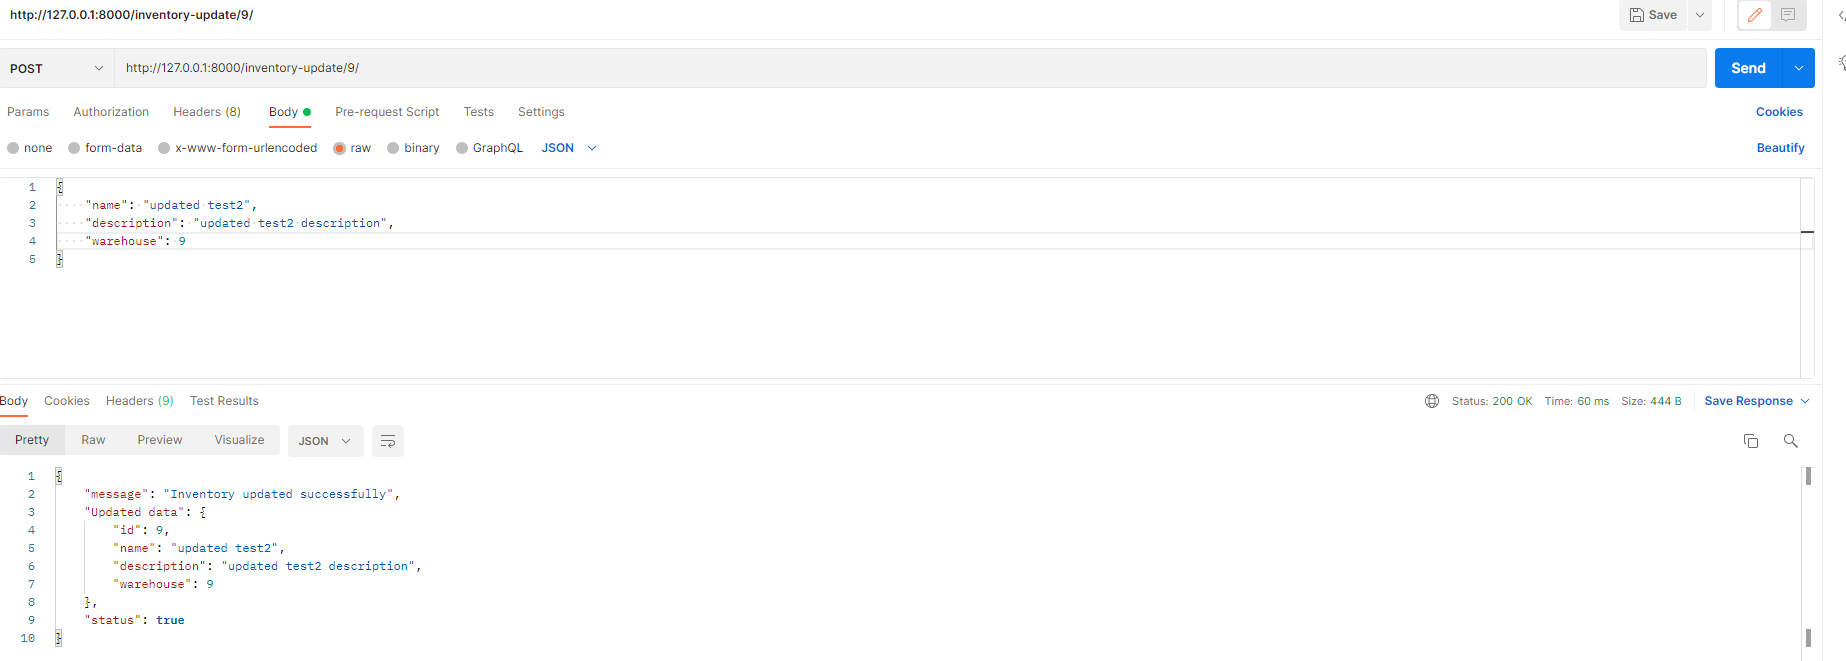 http://127.0.0.1:8000/inventory-update/9/
Save
POST
http://127.0.0.1:8000/inventory-update/9/
Send
Params Authorization Headers (8) Body Pre-request Script Tests Settings Cookies
none form-data x-www-form-urlencoded raw binary GraphQL JSON Beautify
1 {
2 "name": "updated test2",
3 "description": "updated test2 description",
4 "warehouse": 9
5 }
Body Cookies Headers (9) Test Results Status: 200 OK Time: 60 ms Size: 444 B Save Response
Pretty Raw Preview Visualize JSON
1 {
2 "message": "Inventory updated successfully",
3 "Updated data": {
4 "id": 9,
5 "name": "updated test2",
6 "description": "updated test2 description",
7 "warehouse": 9
8 },
9 "status": true
10 }